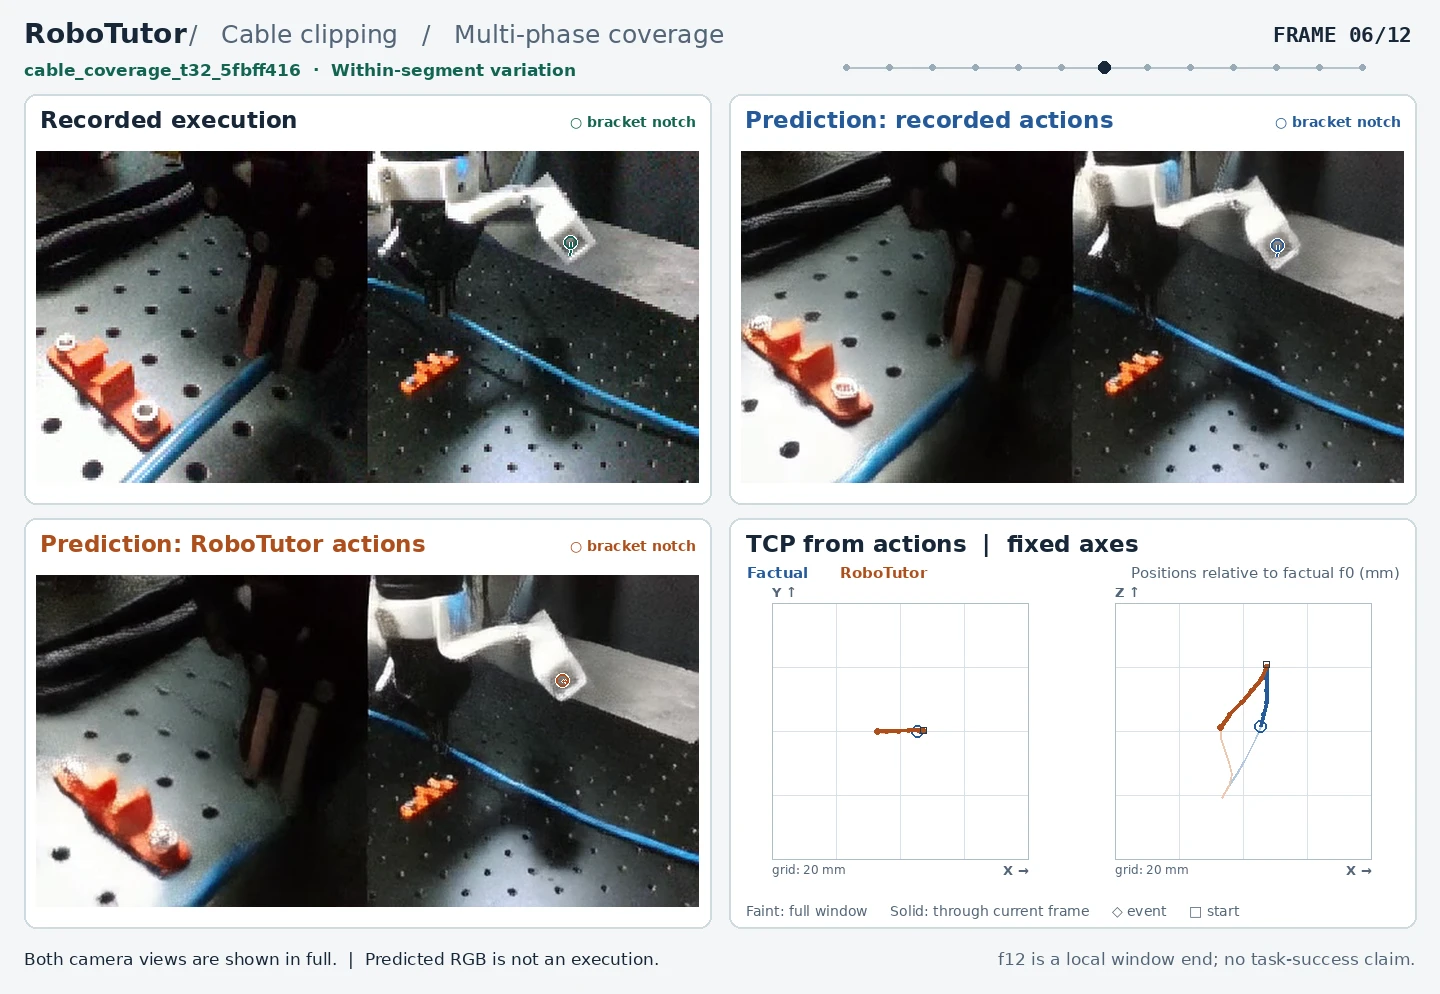 RoboTutor / Cable clipping / Multi-phase coverage
FRAME 06/12
cable_coverage_t32_5fbff416 · Within-segment variation
Recorded execution
○ bracket notch
Prediction: recorded actions
○ bracket notch
Prediction: RoboTutor actions
○ bracket notch
TCP from actions | fixed axes
Factual RoboTutor
Positions relative to factual f0 (mm)
Y ↑
Z ↑
grid: 20 mm
X →
grid: 20 mm
X →
Faint: full window Solid: through current frame ◇ event □ start
Both camera views are shown in full. | Predicted RGB is not an execution.
f12 is a local window end; no task-success claim.